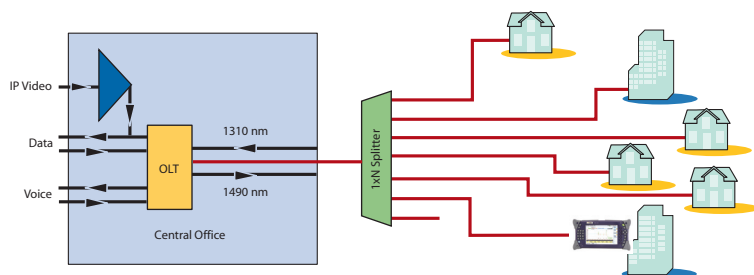 IP Video
Data
Voice
OLT
1310 nm
1490 nm
Central Office
1xN Splitter